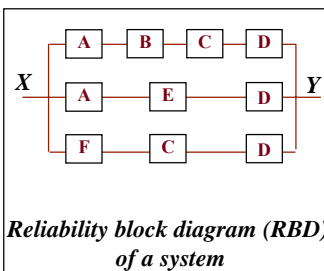 A B C D
X A E D Y
F C D
Reliability block diagram (RBD)
of a system